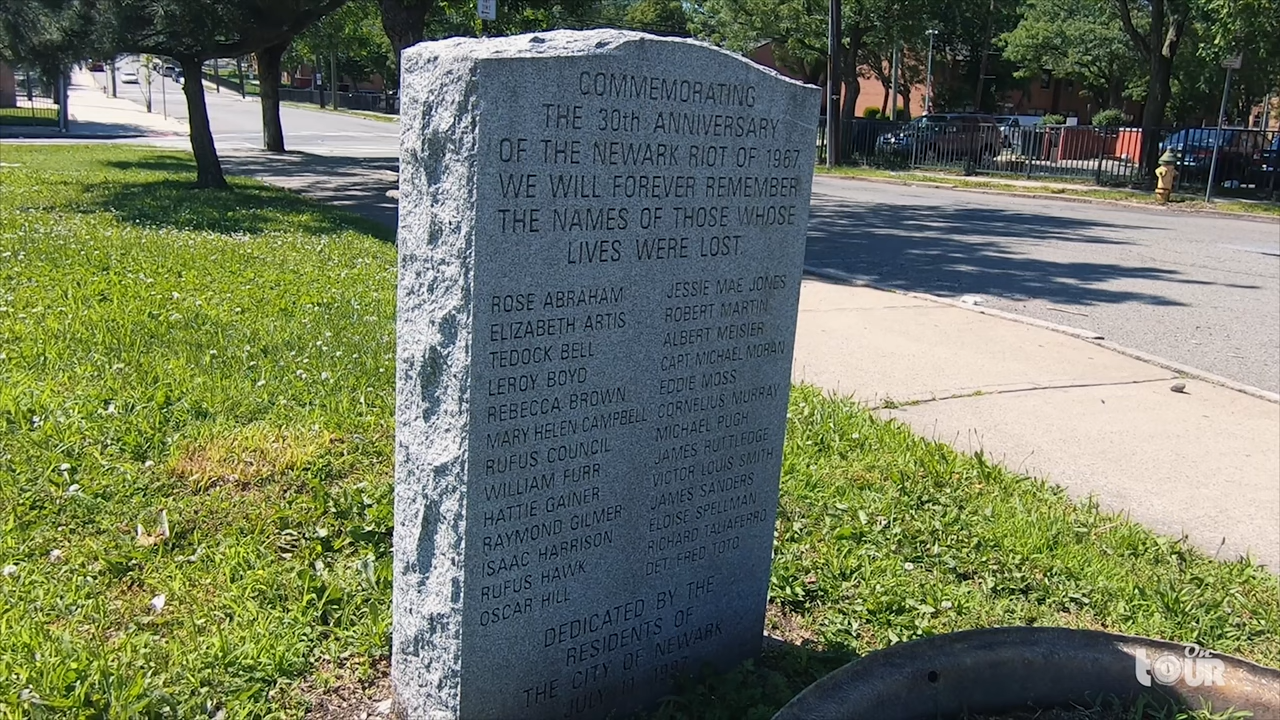 COMMEMORATING
THE 30th ANNIVERSARY
OF THE NEWARK RIOT OF 1967
WE WILL FOREVER REMEMBER
THE NAMES OF THOSE WHOSE
LIVES WERE LOST.
ROSE ABRAHAM
ELIZABETH ARTIS
TEDOCK BELL
LEROY BOYD
REBECCA BROWN
MARY HELEN CAMPBELL
RUFUS COUNCIL
WILLIAM FURR
HATTIE GAINER
RAYMOND GILMER
ISAAC HARRISON
RUFUS HAWK
OSCAR HILL
JESSIE MAE JONES
ROBERT MARTIN
ALBERT MEISIER
CAPT. MICHAEL MORAN
EDDIE MOSS
CORNELIUS MURRAY
MICHAEL PUGH
JAMES RUTTLEDGE
VICTOR LOUIS SMITH
JAMES SANDERS
ELOISE SPELLMAN
RICHARD TALIAFERRO
DET. FRED TOTO
DEDICATED BY THE
RESIDENTS OF
THE CITY OF NEWARK
JULY 11, 1997
On
toUR